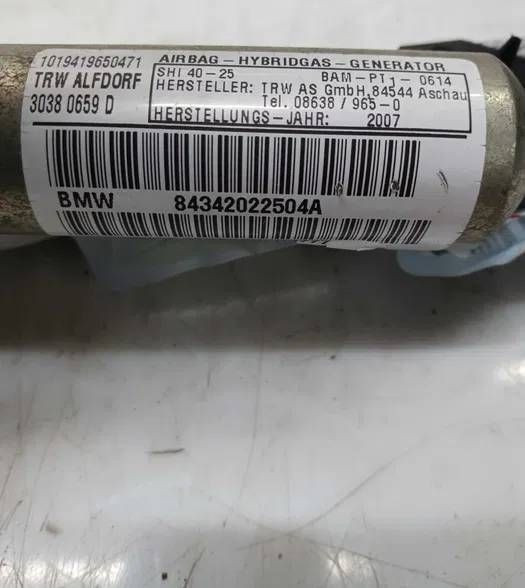 1019419650471
TRW ALFDORF
3038 0659 D
AIRBAG-HYBRIDGAS-GENERATOR
SHI 40-25 BAM-PT1-0614
HERSTELLER: TRW AS GmbH, 84544 Aschau
Tel. 08638/965-0
HERSTELLUNGS-JAHR: 2007
BMW 84342022504A